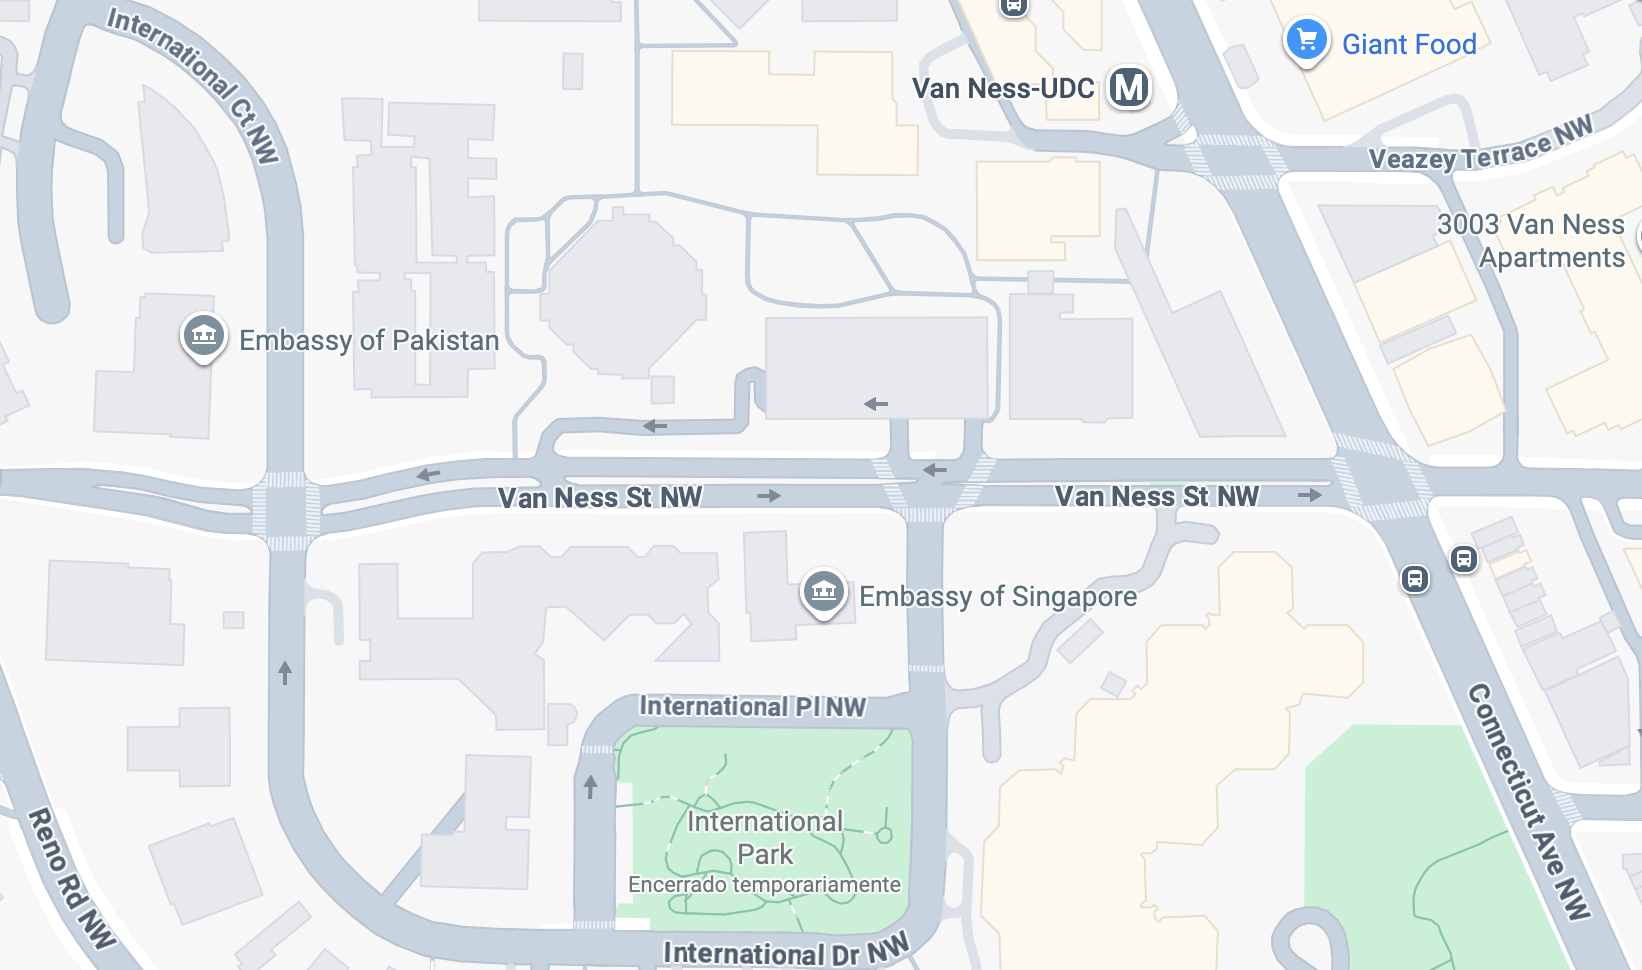 International Ct NW
Giant Food
Van Ness-UDC
M
Veazey Terrace NW
3003 Van Ness
Apartments
Embassy of Pakistan
Van Ness St NW
Van Ness St NW
Embassy of Singapore
International Pl NW
Connecticut Ave NW
International
Park
Encerrado temporariamente
Reno Rd NW
International Dr NW